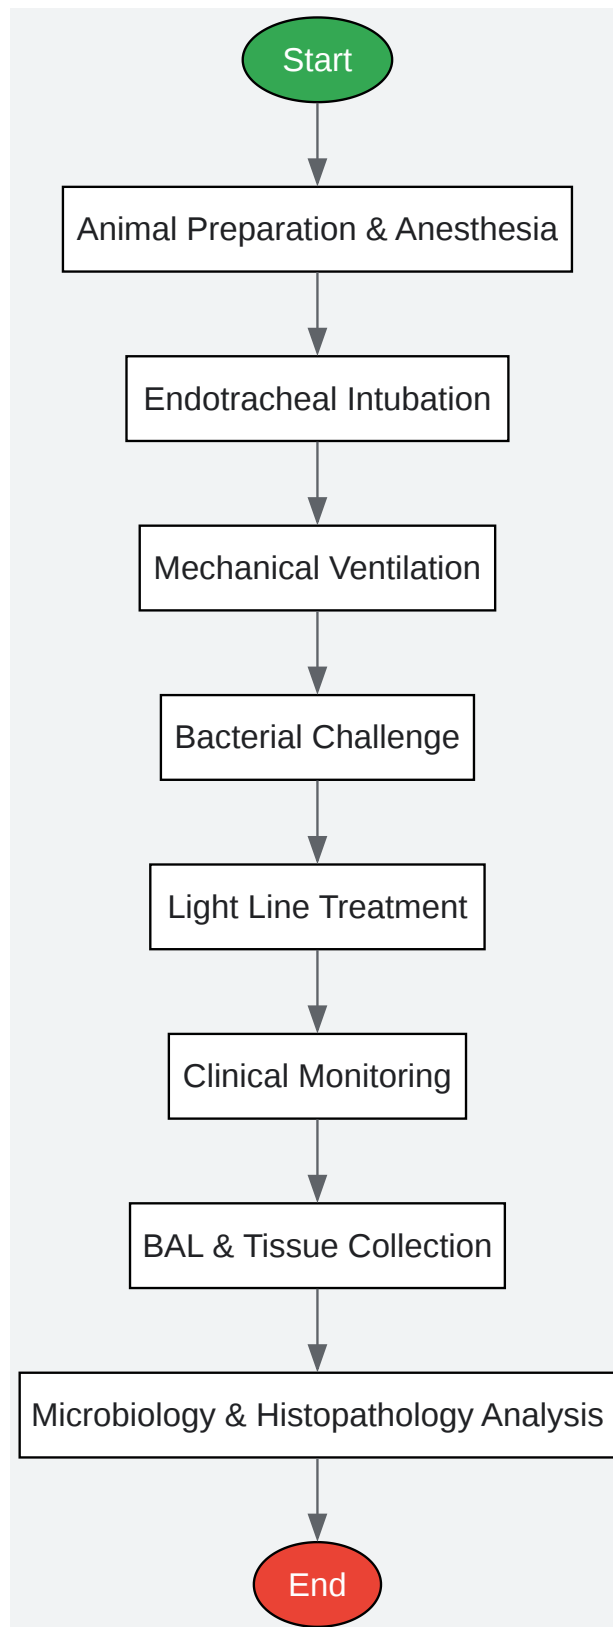 Start
Animal Preparation & Anesthesia
Endotracheal Intubation
Mechanical Ventilation
Bacterial Challenge
Light Line Treatment
Clinical Monitoring
BAL & Tissue Collection
Microbiology & Histopathology Analysis
End